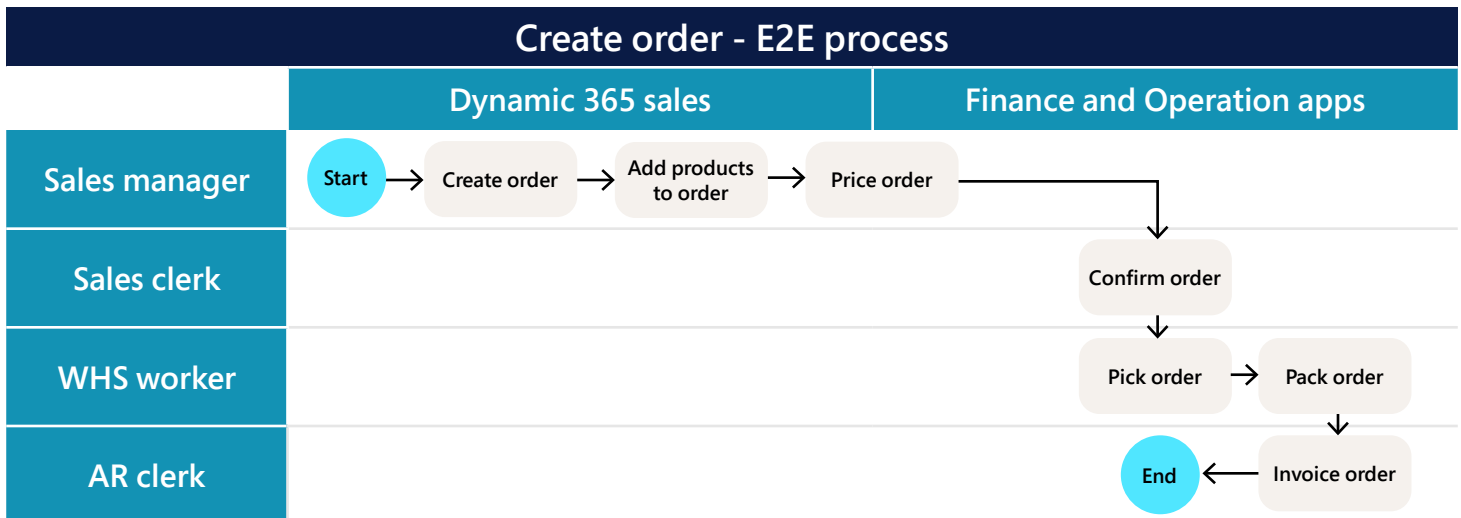 Create order - E2E process
Dynamic 365 sales
Finance and Operation apps
Sales manager
Start
Create order
Add products
to order
Price order
Sales clerk
Confirm order
WHS worker
Pick order
Pack order
AR clerk
End
Invoice order